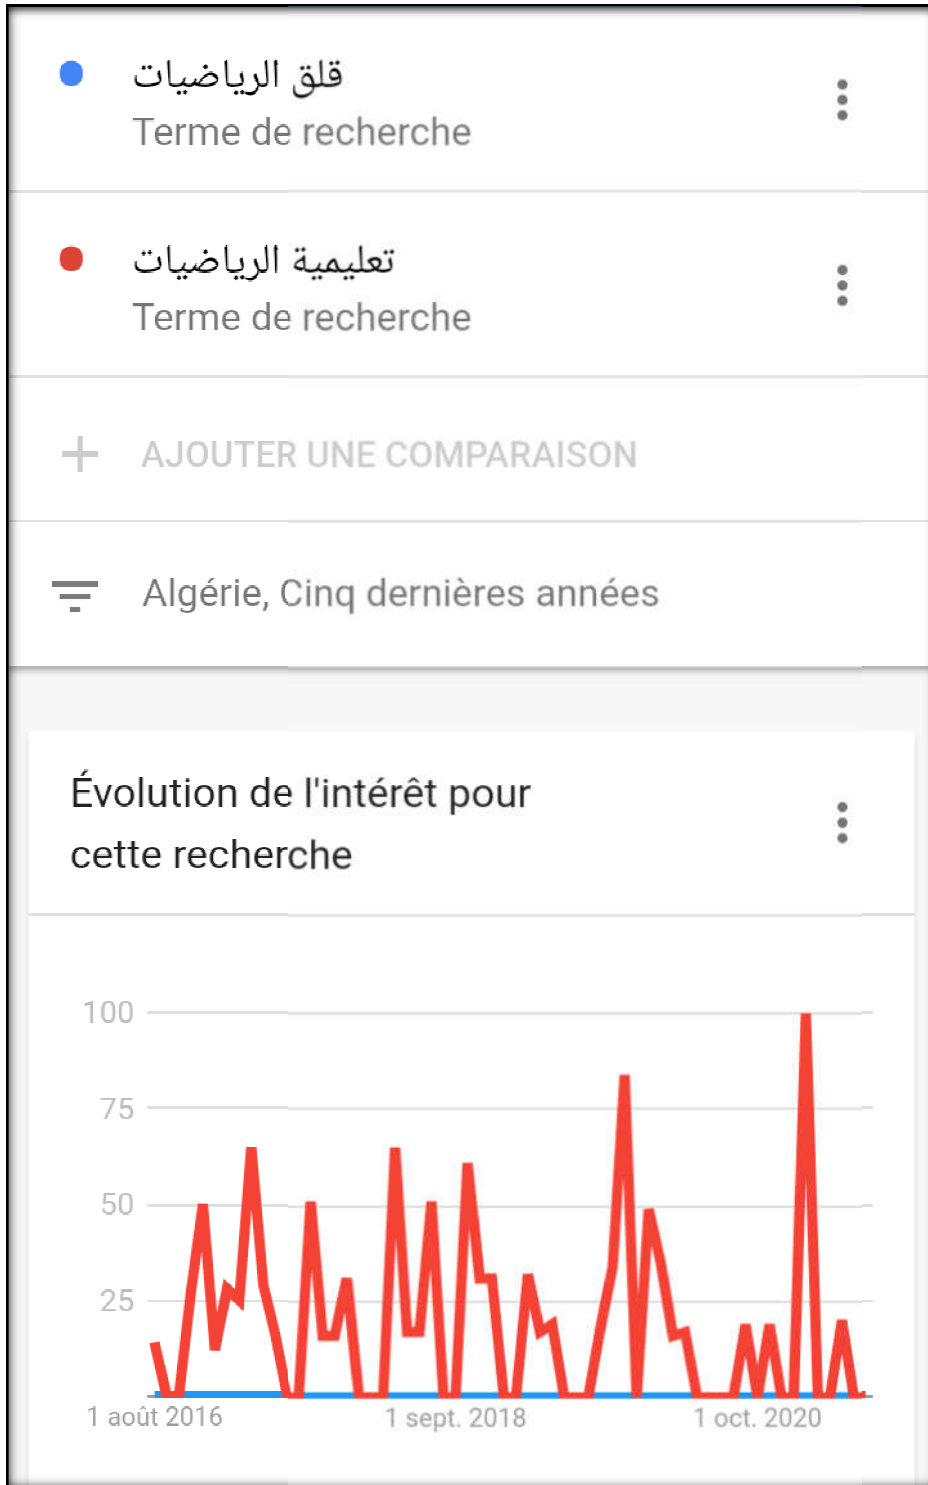 قلق الرياضيات
Terme de recherche
تعليمية الرياضيات
Terme de recherche
AJOUTER UNE COMPARAISON
Algérie, Cinq dernières années
Évolution de l'intérêt pour
cette recherche
100
75
50
25
1 août 2016
1 sept. 2018
1 oct. 2020